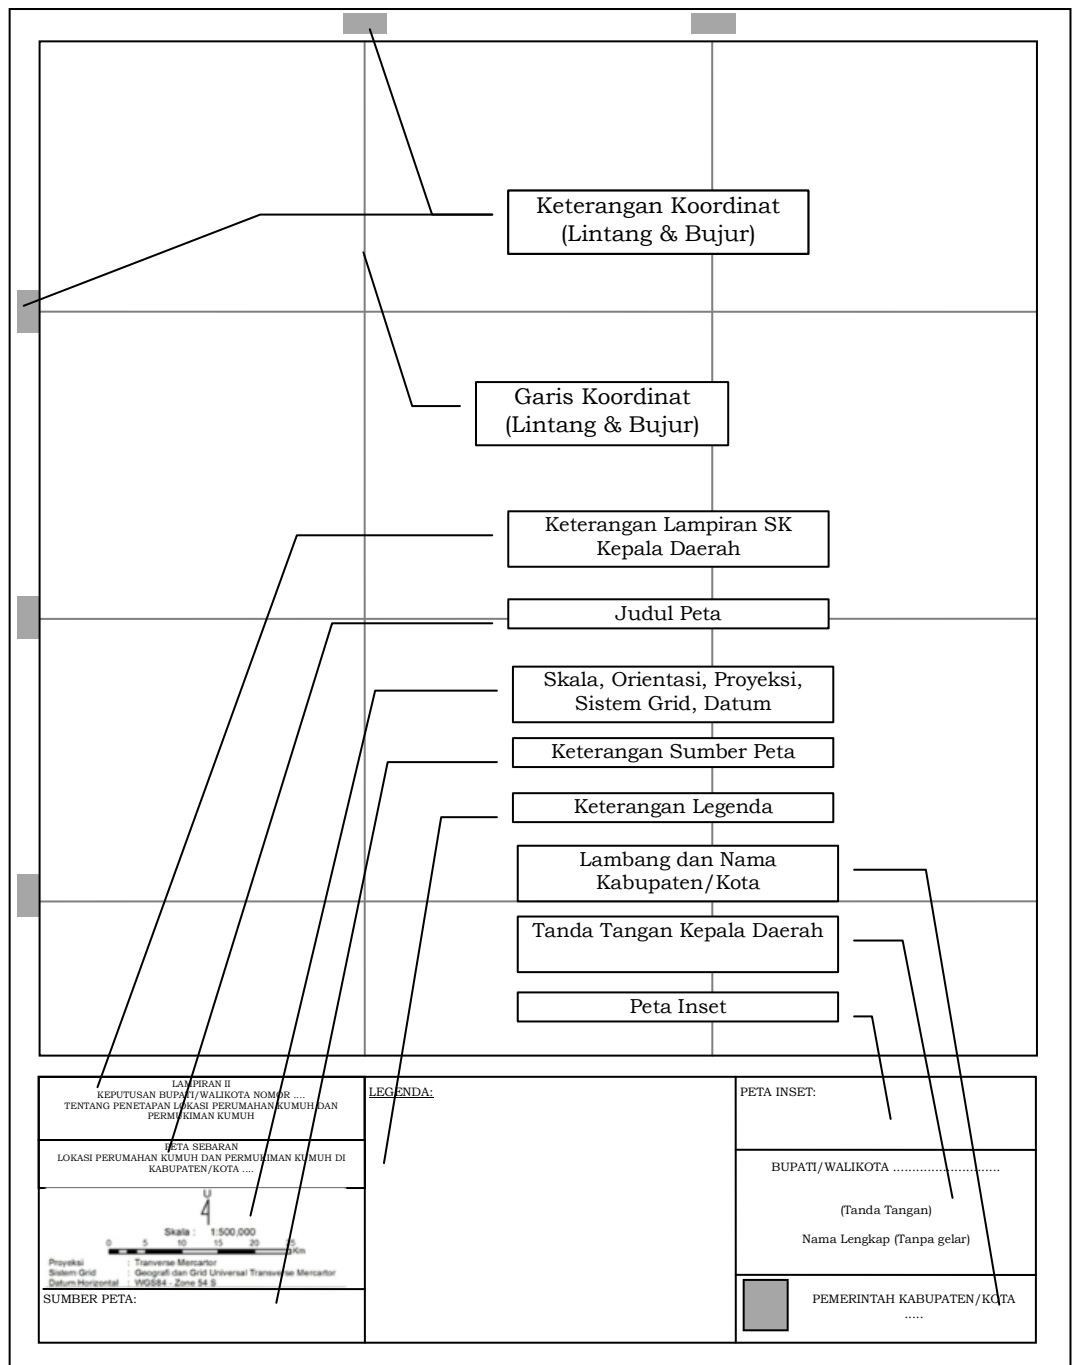 Keterangan Koordinat
(Lintang & Bujur)
Garis Koordinat
(Lintang & Bujur)
Keterangan Lampiran SK
Kepala Daerah
Judul Peta
Skala, Orientasi, Proyeksi,
Sistem Grid, Datum
Keterangan Sumber Peta
Keterangan Legenda
Lambang dan Nama
Kabupaten/Kota
Tanda Tangan Kepala Daerah
Peta Inset
LAMPIRAN II
KEPUTUSAN BUPATI/WALIKOTA NOMOR ....
TENTANG PENETAPAN LOKASI PERUMAHAN KUMUH DAN
PERMUKIMAN KUMUH
PETA SEBARAN
LOKASI PERUMAHAN KUMUH DAN PERMUKIMAN KUMUH DI
KABUPATEN/KOTA ....
U
Skala : 1:500,000
0 5 10 15 20 25
Km
Proyeksi : Tranverse Mercartor
Sistem Grid : Geografi dan Grid Universal Transverse Mercartor
Datum Horizontal : WGS84 - Zone 54 S
SUMBER PETA:
LEGENDA:
PETA INSET:
BUPATI/WALIKOTA ............................
(Tanda Tangan)
Nama Lengkap (Tanpa gelar)
PEMERINTAH KABUPATEN/KOTA
.....